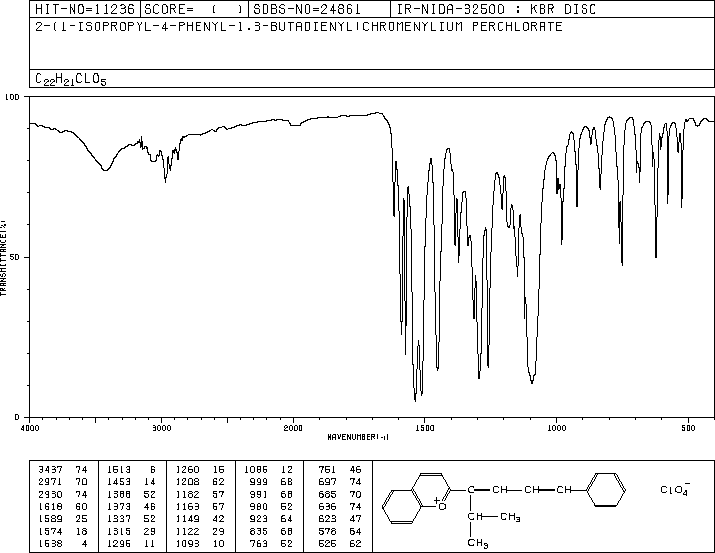 HIT-NO=11236 SCORE= ( ) SDBS-NO=24861 IR-NIDA-32500 : KBR DISC
2-(1-ISOPROPYL-4-PHENYL-1,3-BUTADIENYL)CHROMENYLIUM PERCHLORATE
C22H21CLO5
100
50
0
TRANSMITTANCE(%)
4000 3000 2000 1500 1000 500
WAVENUMBER(-1)
3437 74 1513 6 1260 15 1086 12 751 46
2971 70 1453 14 1208 62 999 68 697 74
2930 74 1388 52 1182 57 991 68 685 70
1618 60 1373 46 1163 57 980 52 636 74
1589 25 1337 52 1149 42 923 64 623 47
1574 18 1315 29 1122 29 835 68 578 64
1538 4 1296 11 1093 10 763 52 526 62
C CH CH CH
O+
CH CH3
CH3
ClO4-